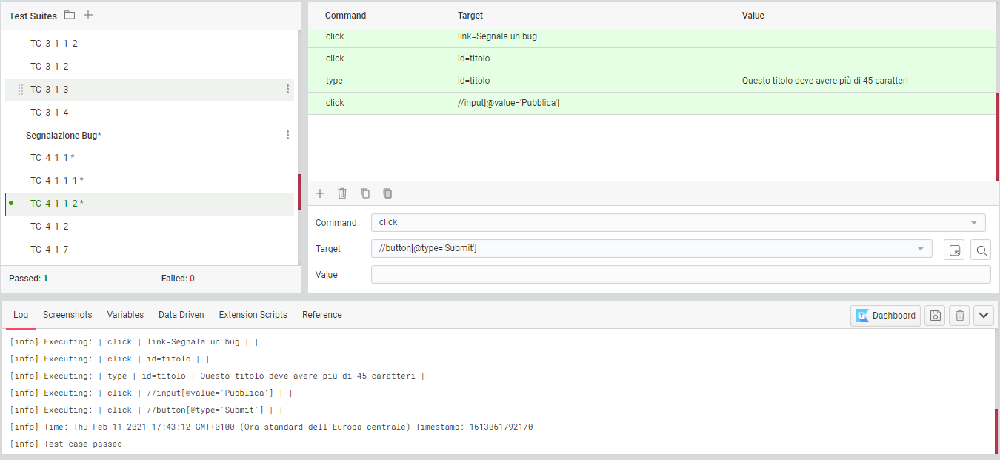 Test Suites
TC_3_1_1_2
TC_3_1_2
TC_3_1_3
TC_3_1_4
Segnalazione Bug*
TC_4_1_1 *
TC_4_1_1_1 *
TC_4_1_1_2 *
TC_4_1_2
TC_4_1_7
Passed: 1 Failed: 0
Command Target Value
click link=Segnala un bug
click id=titolo
type id=titolo Questo titolo deve avere più di 45 caratteri
click //input[@value='Pubblica']
Command click
Target //button[@type='Submit']
Value
Log Screenshots Variables Data Driven Extension Scripts Reference Dashboard
[info] Executing: | click | link=Segnala un bug | |
[info] Executing: | click | id=titolo | |
[info] Executing: | type | id=titolo | Questo titolo deve avere più di 45 caratteri |
[info] Executing: | click | //input[@value='Pubblica'] | |
[info] Executing: | click | //button[@type='Submit'] | |
[info] Time: Thu Feb 11 2021 17:43:12 GMT+0100 (Ora standard dell'Europa centrale) Timestamp: 1613061792170
[info] Test case passed